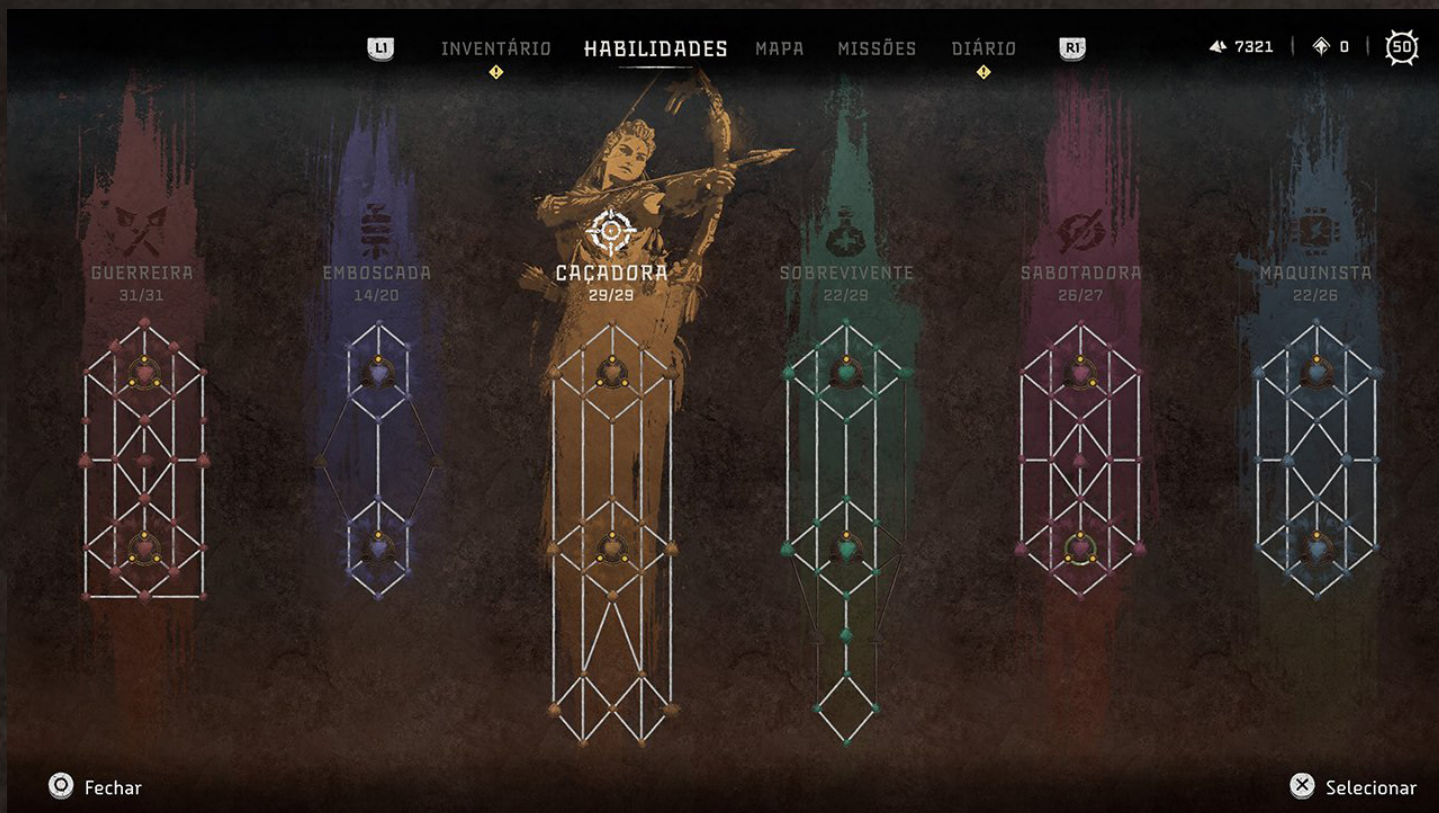 L1 INVENTÁRIO HABILIDADES MAPA MISSÕES DIÁRIO R1 7321 0 50
GUERREIRA
31/31
EMBOSCADA
14/20
CAÇADORA
29/29
SOBREVIVENTE
22/29
SABOTADORA
26/27
MAQUINISTA
22/26
Fechar
Selecionar